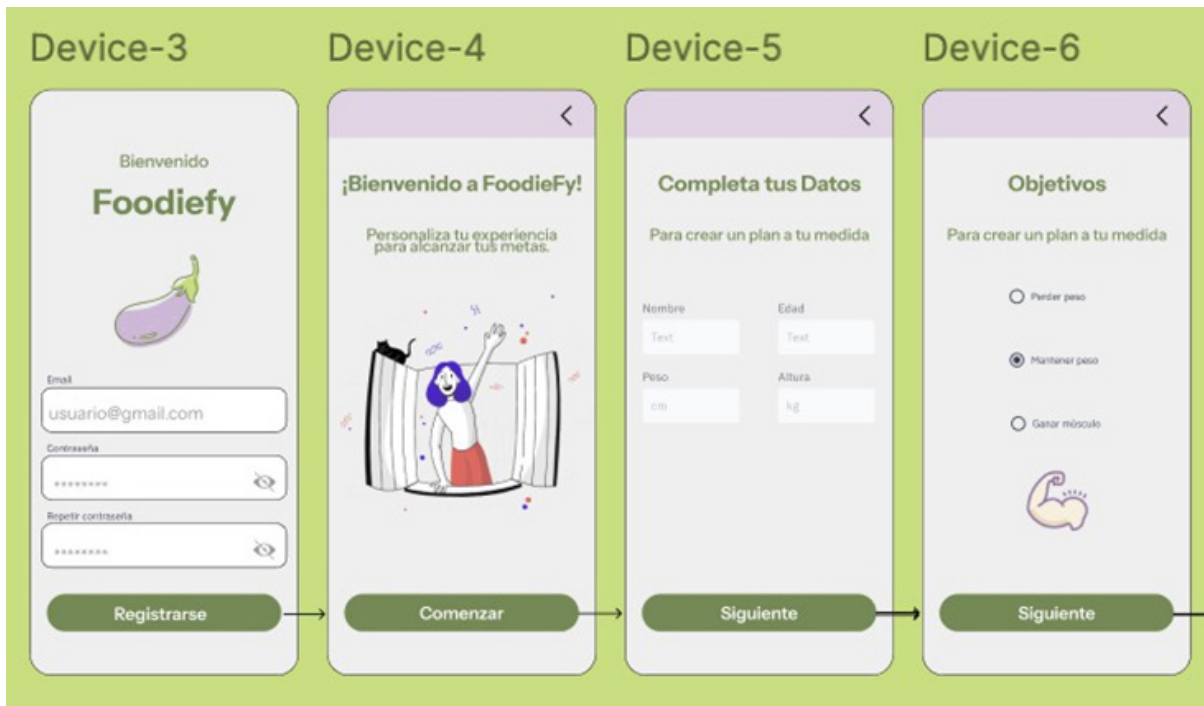 Device-3
Bienvenido
Foodiefy
Email
usuario@gmail.com
Contraseña
********
Repetir contraseña
********
Registrarse
Device-4
¡Bienvenido a FoodieFy!
Personaliza tu experiencia
para alcanzar tus metas.
Comenzar
Device-5
Completa tus Datos
Para crear un plan a tu medida
Nombre
Edad
Text
Text
Peso
Altura
cm
kg
Siguiente
Device-6
Objetivos
Para crear un plan a tu medida
Perder peso
Mantener peso
Ganar músculo
Siguiente